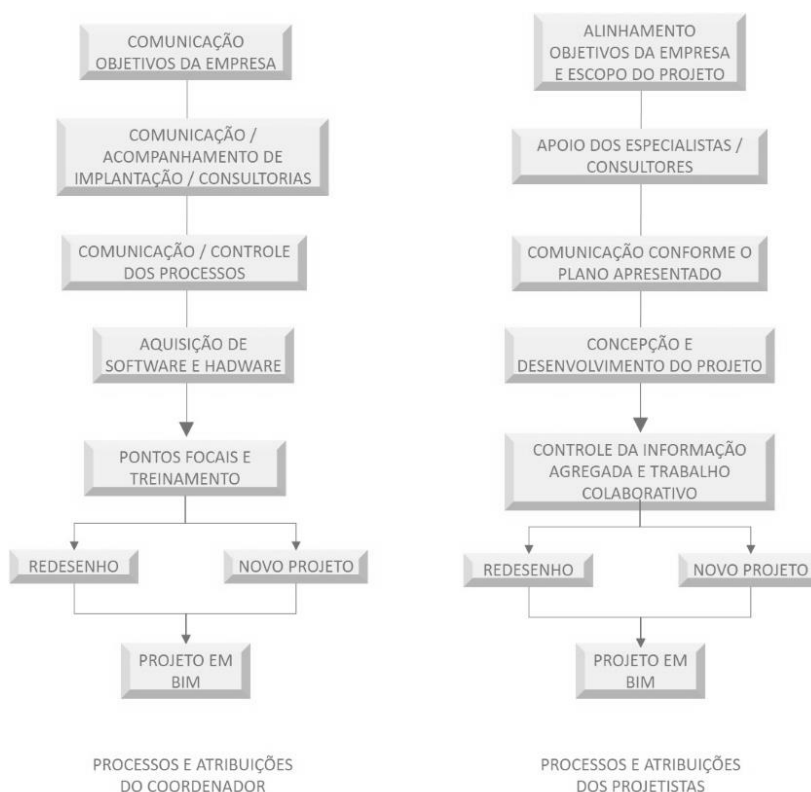 COMUNICAÇÃO
OBJETIVOS DA EMPRESA
COMUNICAÇÃO /
ACOMPANHAMENTO DE
IMPLANTAÇÃO / CONSULTORIAS
COMUNICAÇÃO / CONTROLE
DOS PROCESSOS
AQUISIÇÃO DE
SOFTWARE E HADWARE
PONTOS FOCAIS E
TREINAMENTO
REDESENHO
NOVO PROJETO
PROJETO EM
BIM
PROCESSOS E ATRIBUIÇÕES
DO COORDENADOR
ALINHAMENTO
OBJETIVOS DA EMPRESA
E ESCOPO DO PROJETO
APOIO DOS ESPECIALISTAS /
CONSULTORES
COMUNICAÇÃO CONFORME O
PLANO APRESENTADO
CONCEPÇÃO E
DESENVOLVIMENTO DO PROJETO
CONTROLE DA INFORMAÇÃO
AGREGADA E TRABALHO
COLABORATIVO
REDESENHO
NOVO PROJETO
PROJETO EM
BIM
PROCESSOS E ATRIBUIÇÕES
DOS PROJETISTAS